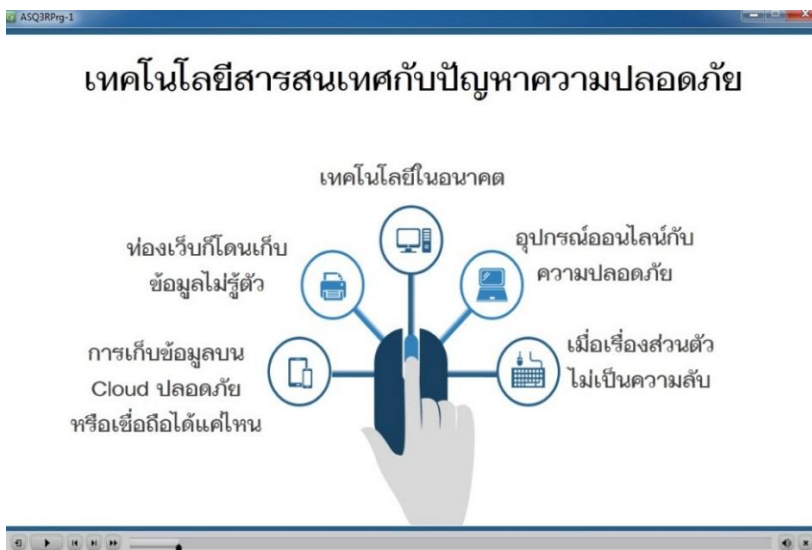 ASQ3RPrg-1
เทคโนโลยีสารสนเทศกับปัญหาความปลอดภัย
เทคโนโลยีในอนาคต
ท่องเว็บก็โดนเก็บ
ข้อมูลไม่รู้ตัว
อุปกรณ์ออนไลน์กับ
ความปลอดภัย
การเก็บข้อมูลบน
Cloud ปลอดภัย
หรือเชื่อถือได้แค่ไหน
เมื่อเรื่องส่วนตัว
ไม่เป็นความลับ